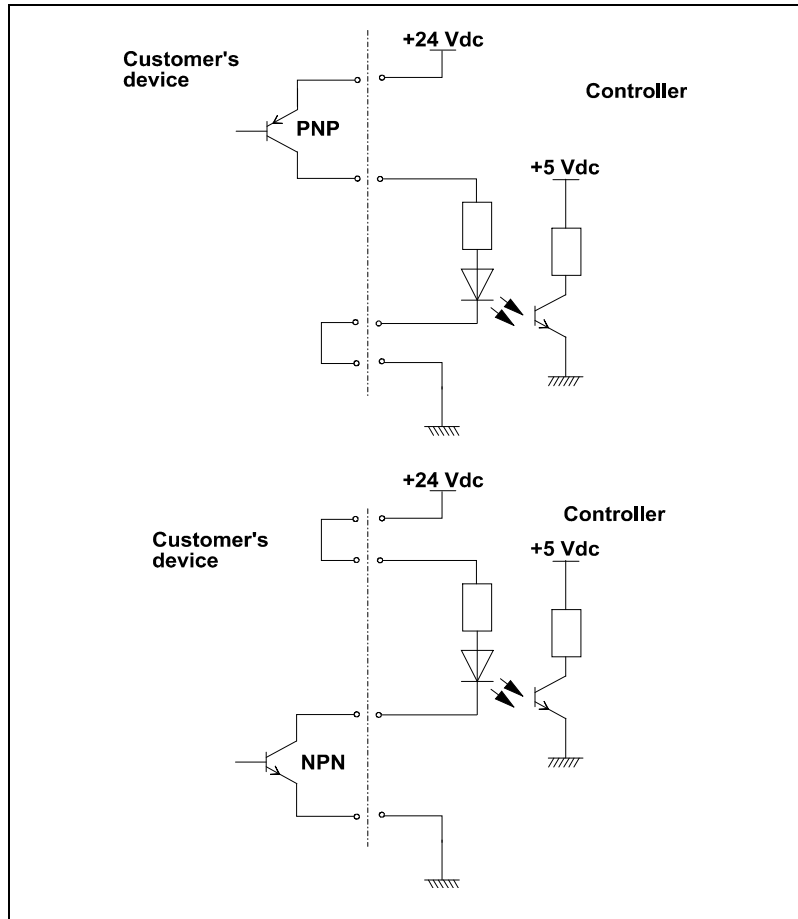 +24 Vdc
Customer's
device
Controller
PNP
+5 Vdc
+24 Vdc
Controller
Customer's
device
+5 Vdc
NPN